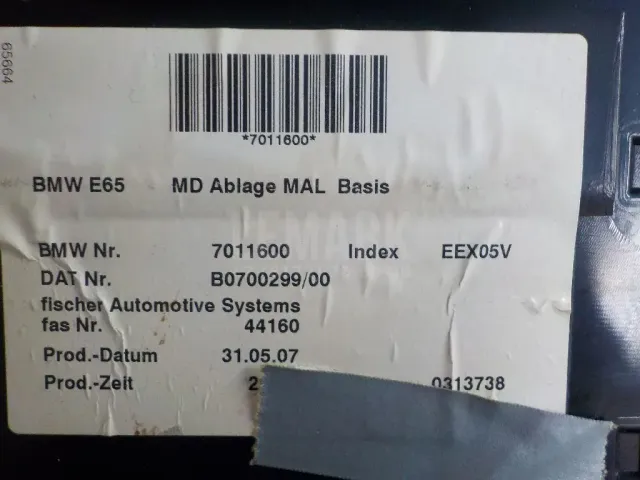 65664
*7011600*
BMW E65 MD Ablage MAL Basis
BMW Nr. 7011600 Index EEX05V
DAT Nr. B0700299/00
fischer Automotive Systems
fas Nr. 44160
Prod.-Datum 31.05.07
Prod.-Zeit 0313738